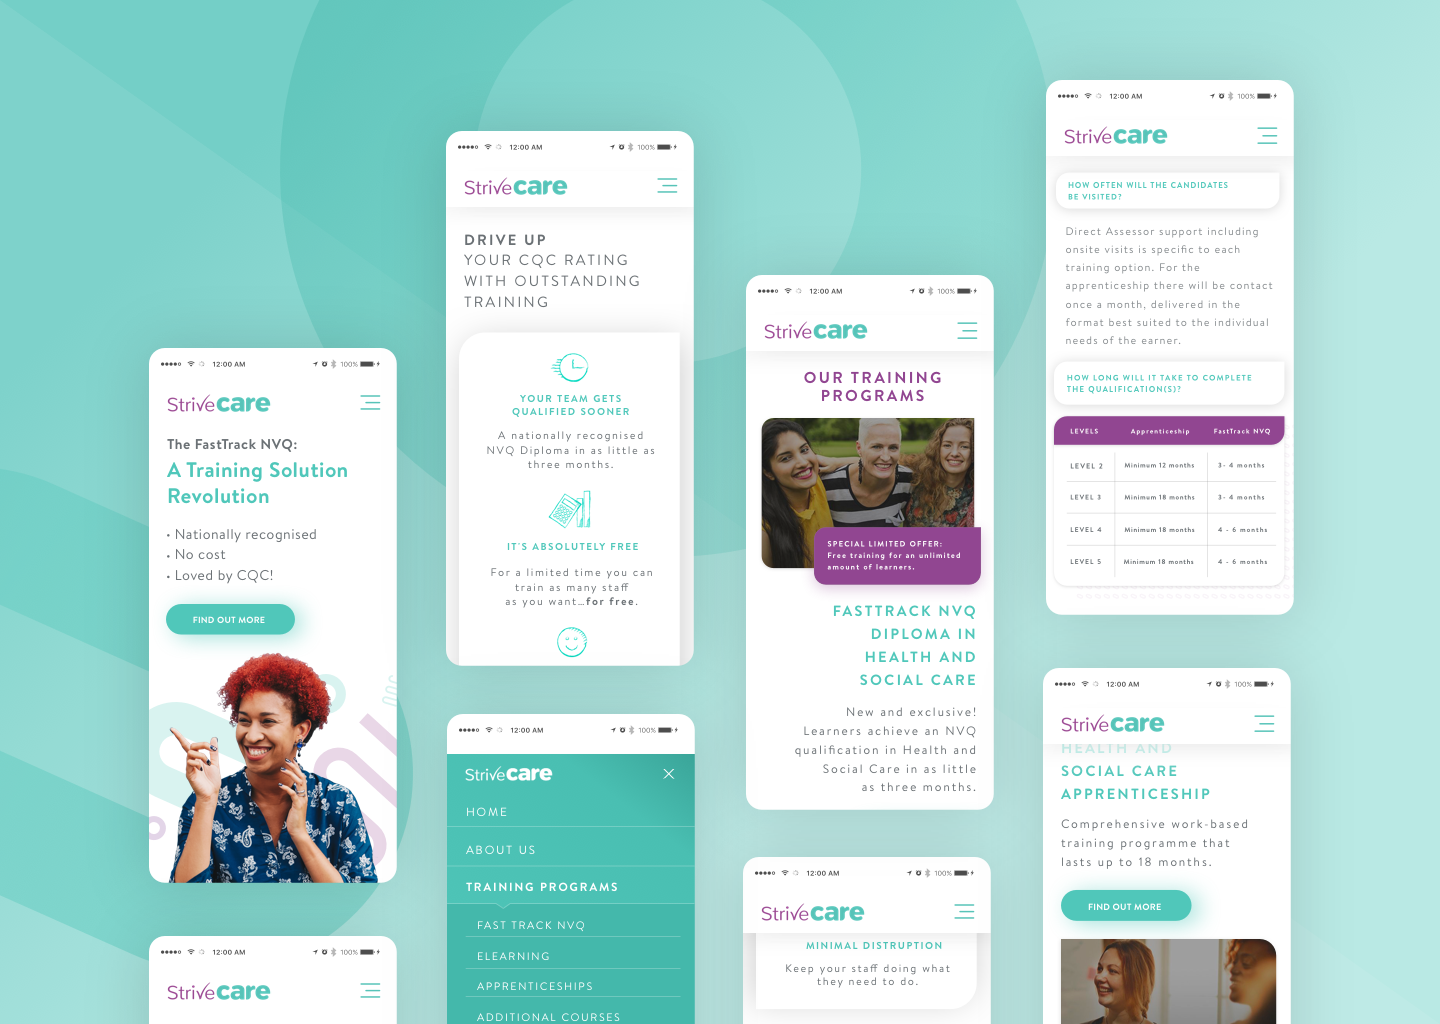 12:00 AM
100%
Strivecare
The FastTrack NVQ:
A Training Solution
Revolution
• Nationally recognised
• No cost
• Loved by CQC!
FIND OUT MORE
12:00 AM
100%
Strivecare
12:00 AM
100%
Strivecare
DRIVE UP
YOUR CQC RATING
WITH OUTSTANDING
TRAINING
YOUR TEAM GETS
QUALIFIED SOONER
A nationally recognised
NVQ Diploma in as little as
three months.
IT'S ABSOLUTELY FREE
For a limited time you can
train as many staff
as you want...for free.
12:00 AM
100%
Strivecare
HOME
ABOUT US
TRAINING PROGRAMS
FAST TRACK NVQ
ELEARNING
APPRENTICESHIPS
ADDITIONAL COURSES
12:00 AM
100%
Strivecare
OUR TRAINING
PROGRAMS
SPECIAL LIMITED OFFER:
Free training for an unlimited
amount of learners.
FASTTRACK NVQ
DIPLOMA IN
HEALTH AND
SOCIAL CARE
New and exclusive!
Learners achieve an NVQ
qualification in Health and
Social Care in as little
as three months.
12:00 AM
100%
Strivecare
MINIMAL DISTRUPTION
Keep your staff doing what
they need to do.
12:00 AM
100%
Strivecare
HOW OFTEN WILL THE CANDIDATES
BE VISITED?
Direct Assessor support including
onsite visits is specific to each
training option. For the
apprenticeship there will be contact
once a month, delivered in the
format best suited to the individual
needs of the earner.
HOW LONG WILL IT TAKE TO COMPLETE
THE QUALIFICATION(S)?
LEVELS Apprenticeship FastTrack NVQ
LEVEL 2 Minimum 12 months 3- 4 months
LEVEL 3 Minimum 18 months 3- 4 months
LEVEL 4 Minimum 18 months 4 - 6 months
LEVEL 5 Minimum 18 months 4 - 6 months
12:00 AM
100%
Strivecare
HEALTH AND
SOCIAL CARE
APPRENTICESHIP
Comprehensive work-based
training programme that
lasts up to 18 months.
FIND OUT MORE